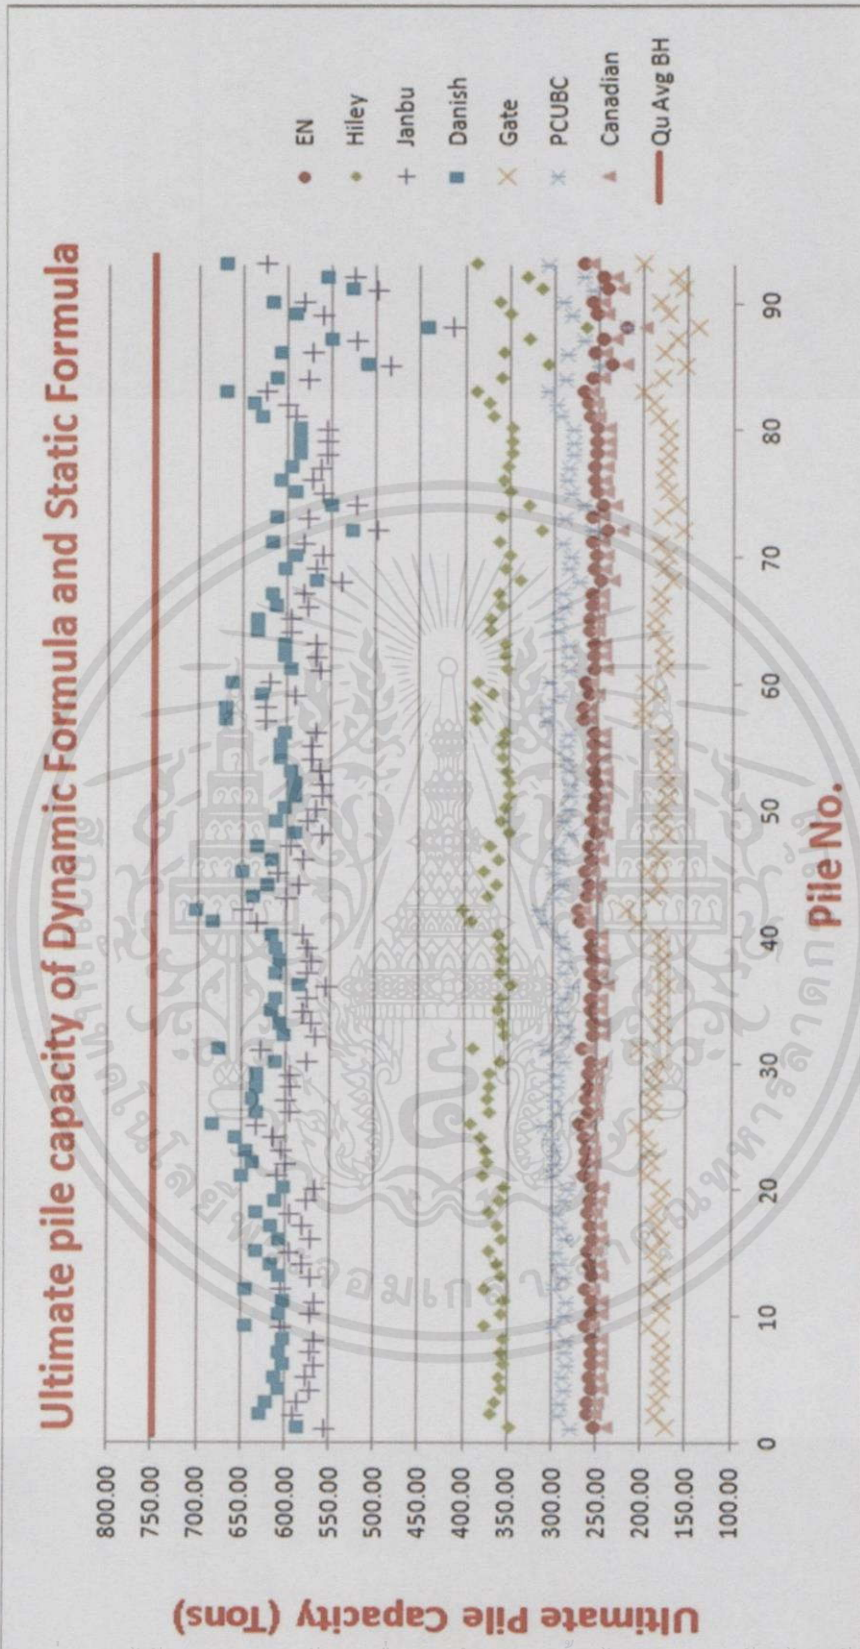 Ultimate pile capacity of Dynamic Formula and Static Formula
Ultimate Pile Capacity (Tons)
800.00
750.00
700.00
650.00
600.00
550.00
500.00
450.00
400.00
350.00
300.00
250.00
200.00
150.00
100.00
0
10
20
30
40
50
60
70
80
90
Pile No.
EN
Hiley
Janbu
Danish
Gate
PCUBC
Canadian
Qu Avg BH